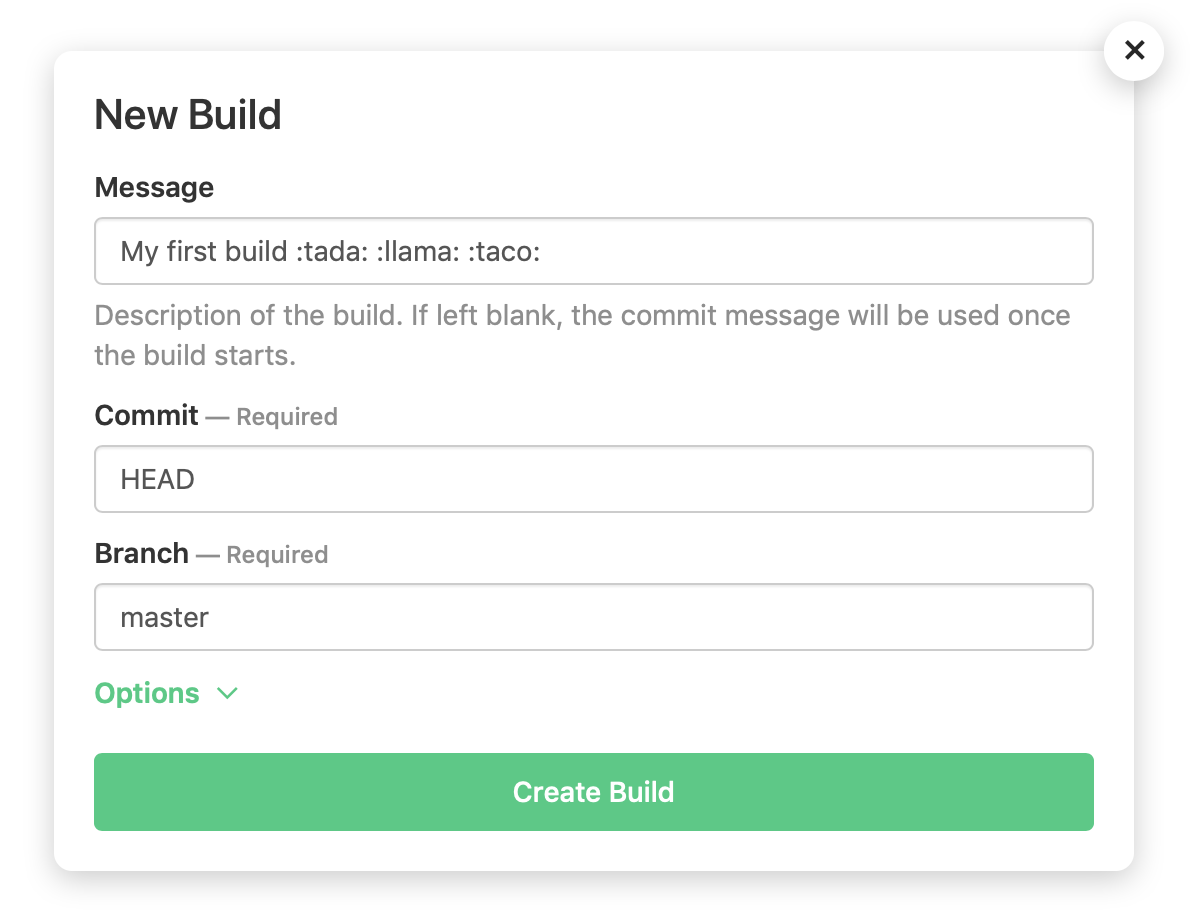 New Build
Message
My first build :tada: :llama: :taco:
Description of the build. If left blank, the commit message will be used once
the build starts.
Commit — Required
HEAD
Branch — Required
master
Options
Create Build